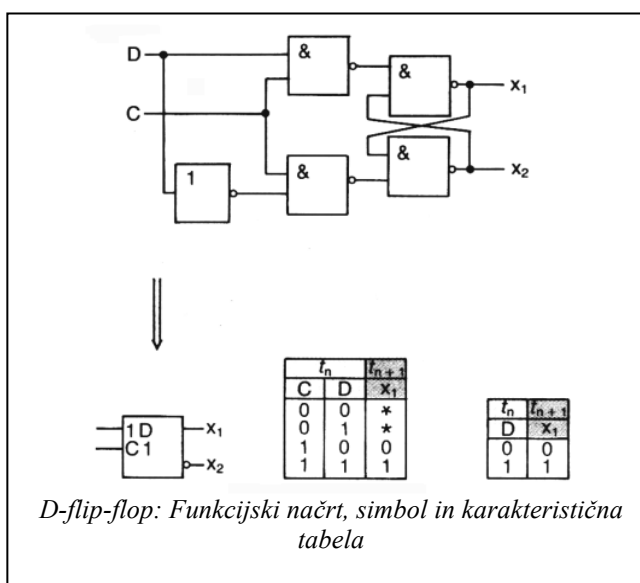 D
&
&
x₁
C
&
&
x₂
1
tₙ tₙ₊₁
C D x₁
0 0 *
0 1 *
1 0 0
1 1 1
tₙ tₙ₊₁
D x₁
0 0
1 1
1D x₁
C1 x₂
D-flip-flop: Funkcijski načrt, simbol in karakteristična
tabela